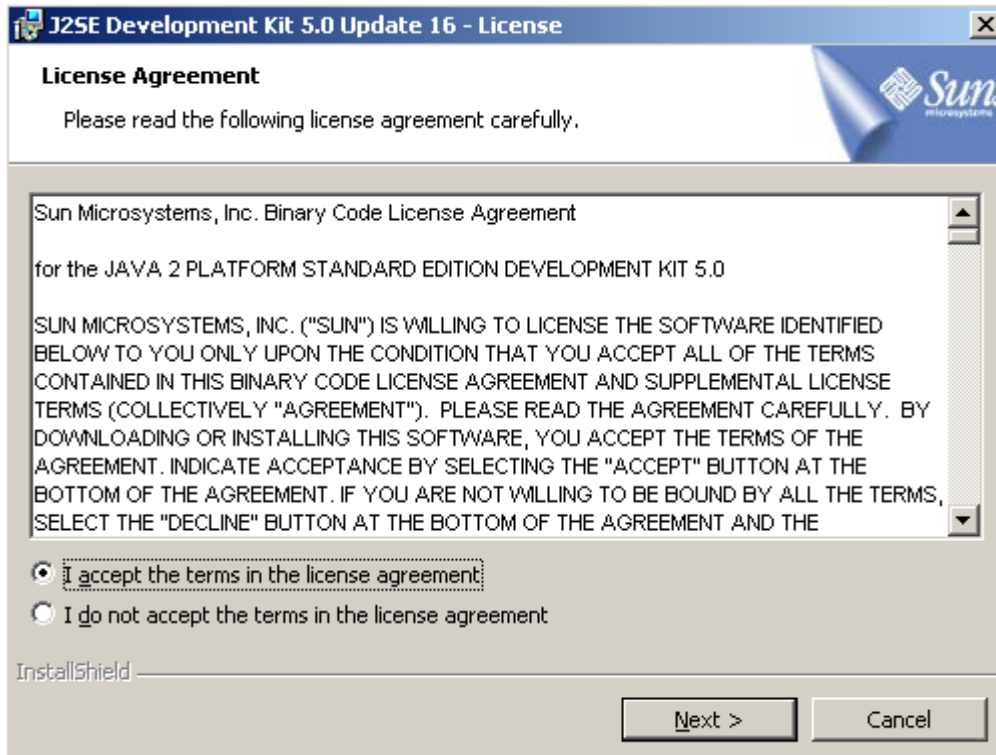 J2SE Development Kit 5.0 Update 16 - License
License Agreement
Please read the following license agreement carefully.
Sun
microsystems
Sun Microsystems, Inc. Binary Code License Agreement
for the JAVA 2 PLATFORM STANDARD EDITION DEVELOPMENT KIT 5.0
SUN MICROSYSTEMS, INC. ("SUN") IS WILLING TO LICENSE THE SOFTWARE IDENTIFIED
BELOW TO YOU ONLY UPON THE CONDITION THAT YOU ACCEPT ALL OF THE TERMS
CONTAINED IN THIS BINARY CODE LICENSE AGREEMENT AND SUPPLEMENTAL LICENSE
TERMS (COLLECTIVELY "AGREEMENT").  PLEASE READ THE AGREEMENT CAREFULLY.  BY
DOWNLOADING OR INSTALLING THIS SOFTWARE, YOU ACCEPT THE TERMS OF THE
AGREEMENT. INDICATE ACCEPTANCE BY SELECTING THE "ACCEPT" BUTTON AT THE
BOTTOM OF THE AGREEMENT. IF YOU ARE NOT WILLING TO BE BOUND BY ALL THE TERMS,
SELECT THE "DECLINE" BUTTON AT THE BOTTOM OF THE AGREEMENT AND THE
I accept the terms in the license agreement
I do not accept the terms in the license agreement
InstallShield
Next >
Cancel